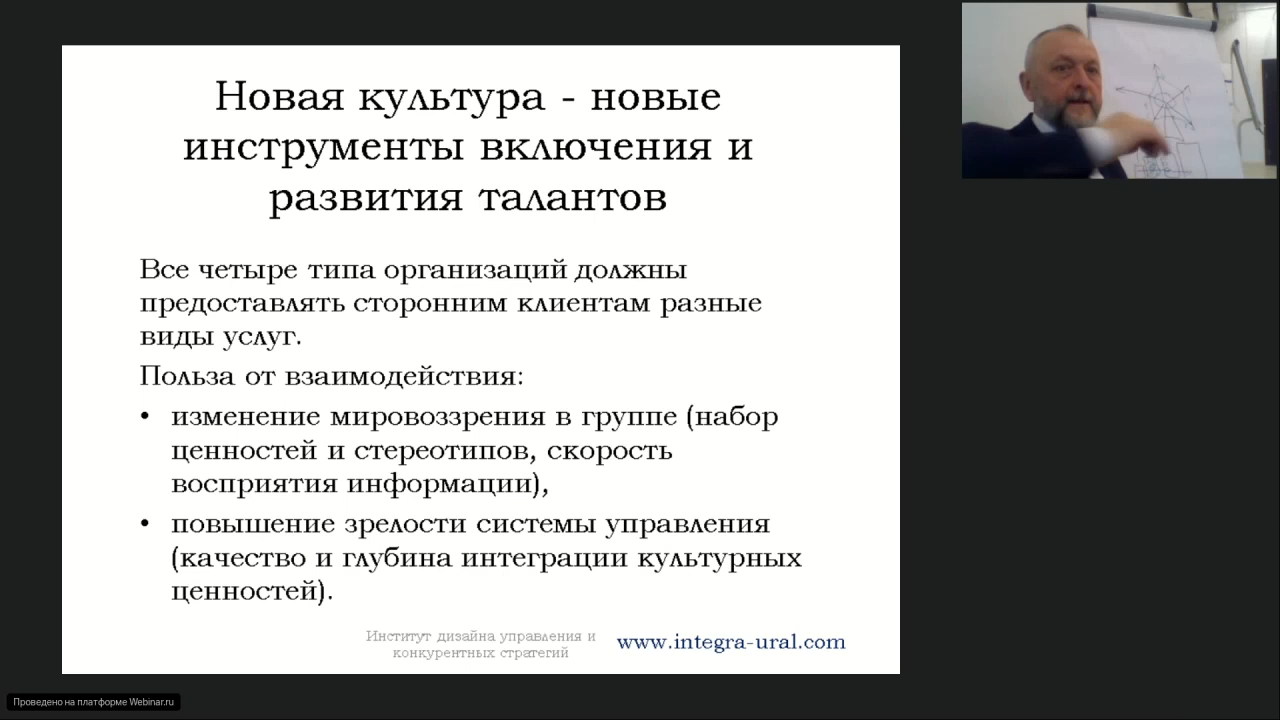 Новая культура - новые
инструменты включения и
развития талантов
Все четыре типа организаций должны
предоставлять сторонним клиентам разные
виды услуг.
Польза от взаимодействия:
• изменение мировоззрения в группе (набор
ценностей и стереотипов, скорость
восприятия информации),
• повышение зрелости системы управления
(качество и глубина интеграции культурных
ценностей).
Институт дизайна управления и
конкурентных стратегий
www.integra-ural.com
Проведено на платформе Webinar.ru